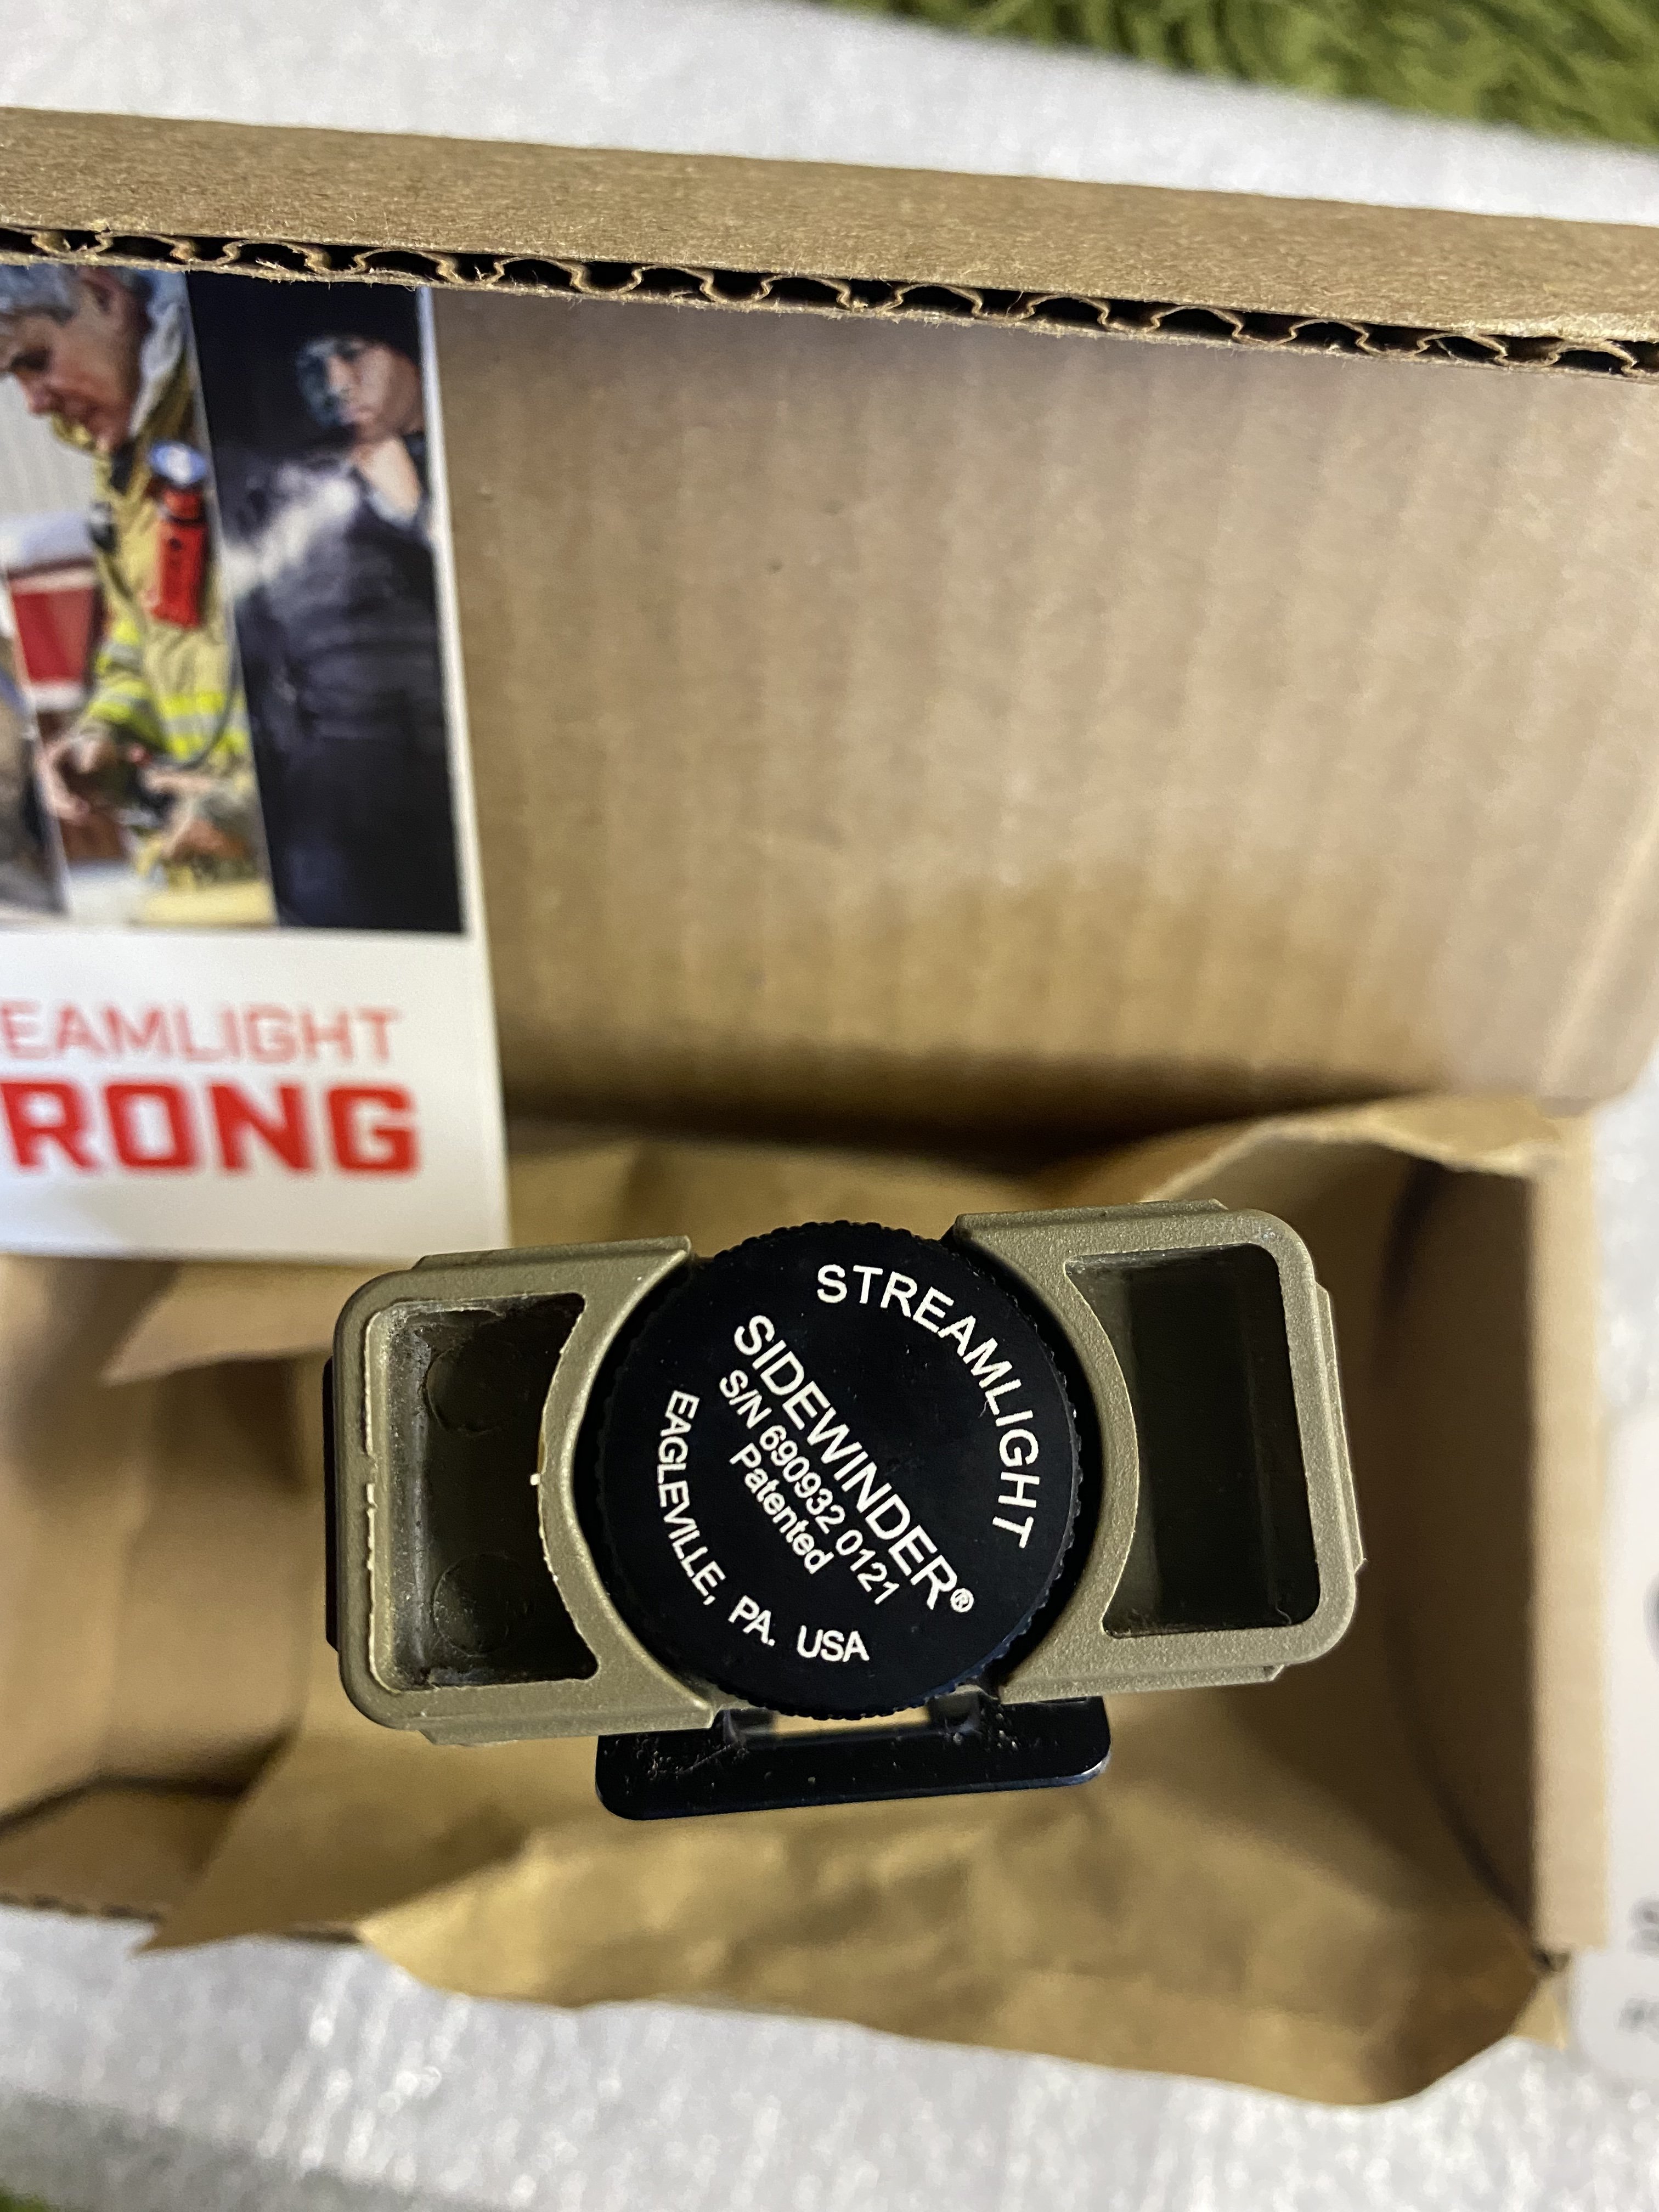 EAMLIGHT
RONG
STREAMLIGHT
SIDEWINDER®
S/N 690932 0121
Patented
EAGLEVILLE, PA. USA